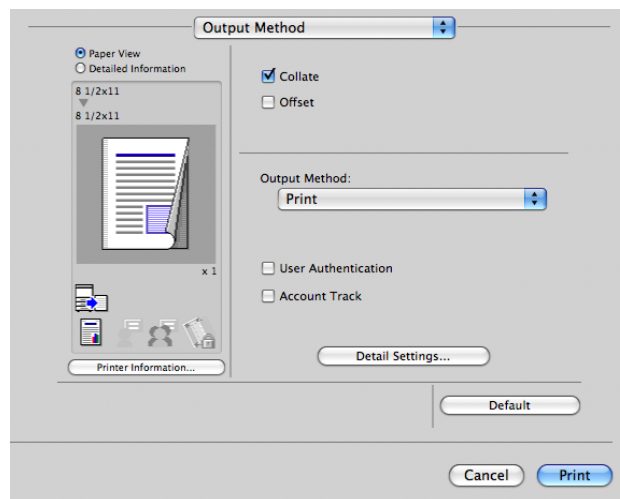 Output Method
Paper View
Detailed Information
8 1/2x11
8 1/2x11
x 1
Printer Information...
Collate
Offset
Output Method:
Print
User Authentication
Account Track
Detail Settings...
Default
Cancel
Print